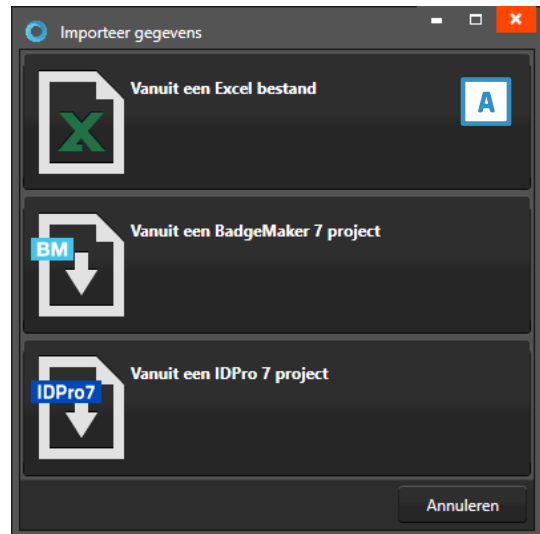 Importeer gegevens
Vanuit een Excel bestand
A
X
BM
Vanuit een BadgeMaker 7 project
IDPro7
Vanuit een IDPro 7 project
Annuleren